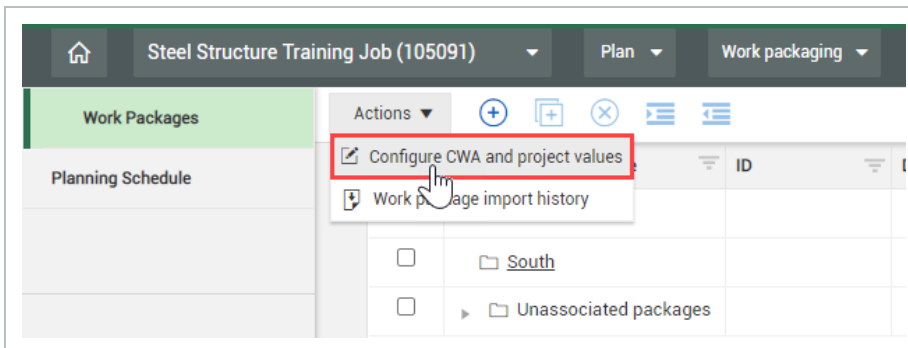 Steel Structure Training Job (105091) Plan Work packaging
Work Packages
Actions
Configure CWA and project values
Planning Schedule
ID
Work package import history
South
Unassociated packages